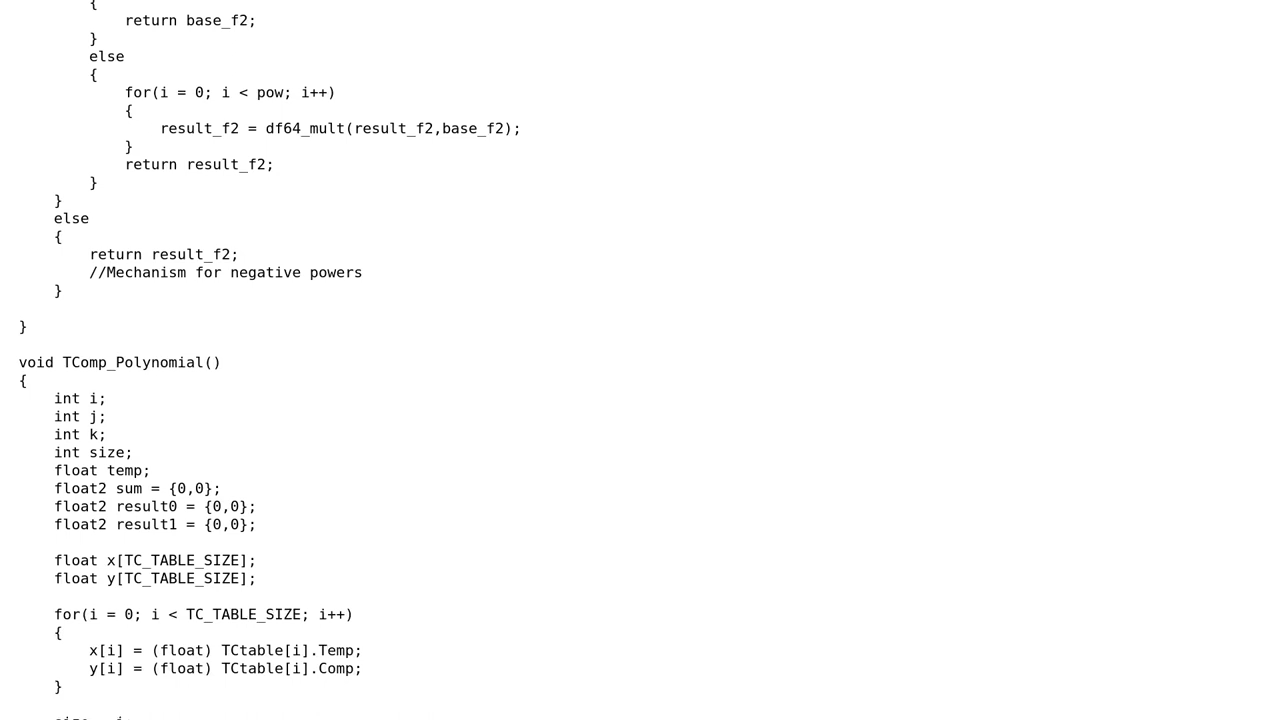 {
return base_f2;
}
else
{
for(i = 0; i < pow; i++)
{
result_f2 = df64_mult(result_f2,base_f2);
}
return result_f2;
}
}
else
{
return result_f2;
//Mechanism for negative powers
}
}
void TComp_Polynomial()
{
int i;
int j;
int k;
int size;
float temp;
float2 sum = {0,0};
float2 result0 = {0,0};
float2 result1 = {0,0};
float x[TC_TABLE_SIZE];
float y[TC_TABLE_SIZE];
for(i = 0; i < TC_TABLE_SIZE; i++)
{
x[i] = (float) TCtable[i].Temp;
y[i] = (float) TCtable[i].Comp;
}